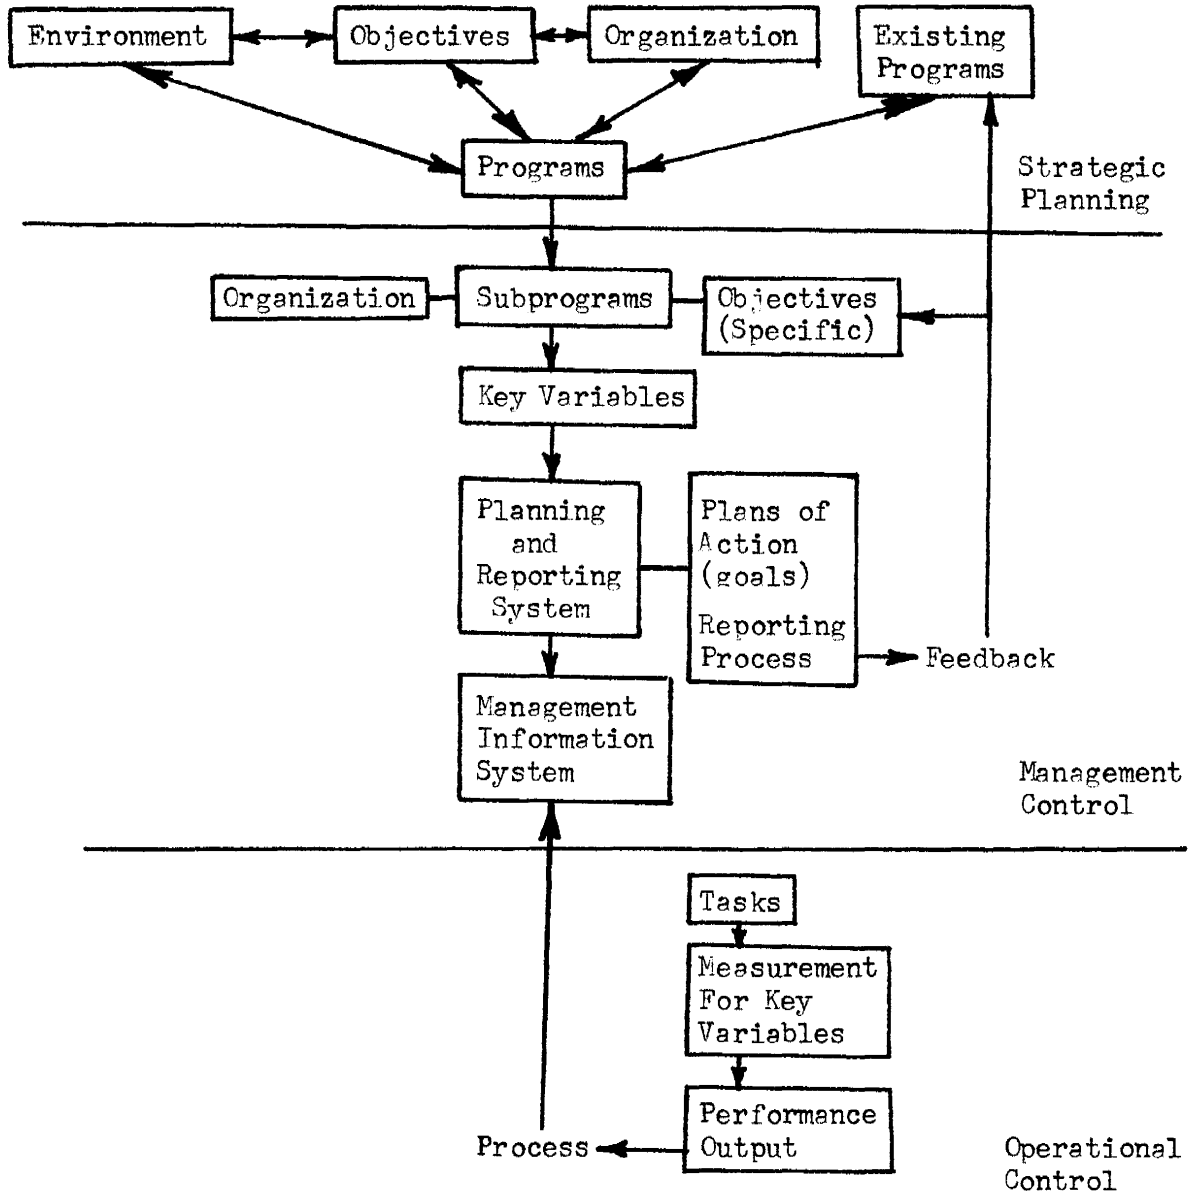 Environment
Objectives
Organization
Existing
Programs
Programs
Strategic
Planning
Organization
Subprograms
Objectives
(Specific)
Key Variables
Planning
and
Reporting
System
Plans of
Action
(goals)
Reporting
Process
Feedback
Management
Information
System
Management
Control
Tasks
Measurement
For Key
Variables
Performance
Output
Process
Operational
Control